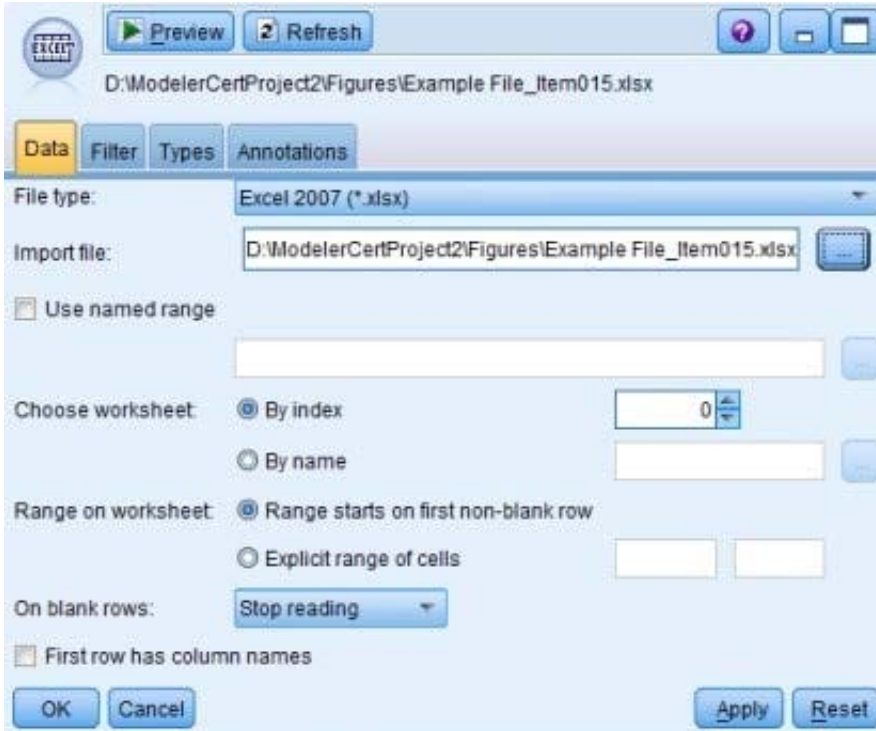 EXCEL
Preview
2 Refresh
?
D:\ModelerCertProject2\Figures\Example File_Item015.xlsx
Data Filter Types Annotations
File type: Excel 2007 (*.xlsx)
Import file: D:\ModelerCertProject2\Figures\Example File_Item015.xlsx ...
Use named range
...
Choose worksheet: By index 0
By name ...
Range on worksheet: Range starts on first non-blank row
Explicit range of cells
On blank rows: Stop reading
First row has column names
OK Cancel Apply Reset